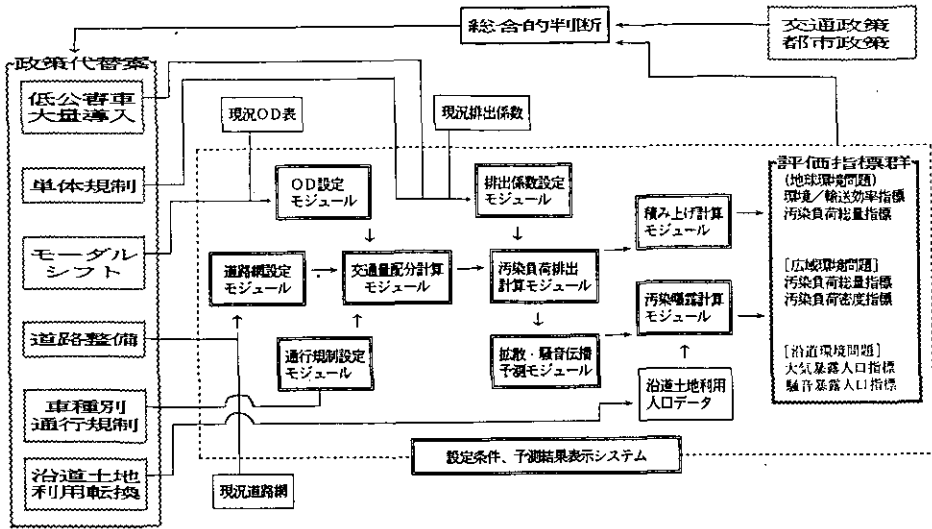 総合的判断
交通政策
都市政策
政策代替案
低公害車
大量導入
単体規制
モーダル
シフト
道路整備
車種別
通行規制
沿道土地
利用転換
現況OD表
現況排出係数
OD設定
モジュール
排出係数設定
モジュール
道路網設定
モジュール
交通量配分計算
モジュール
汚染負荷排出
計算モジュール
積み上げ計算
モジュール
汚染曝露計算
モジュール
通行規制設定
モジュール
拡散・騒音伝播
予測モジュール
沿道土地利用
人口データ
評価指標群
(地球環境問題)
環境/輸送効率指標
汚染負荷総量指標
[広域環境問題]
汚染負荷総量指標
汚染負荷密度指標
[沿道環境問題]
大気暴露人口指標
騒音暴露人口指標
設定条件、予測結果表示システム
現況道路網